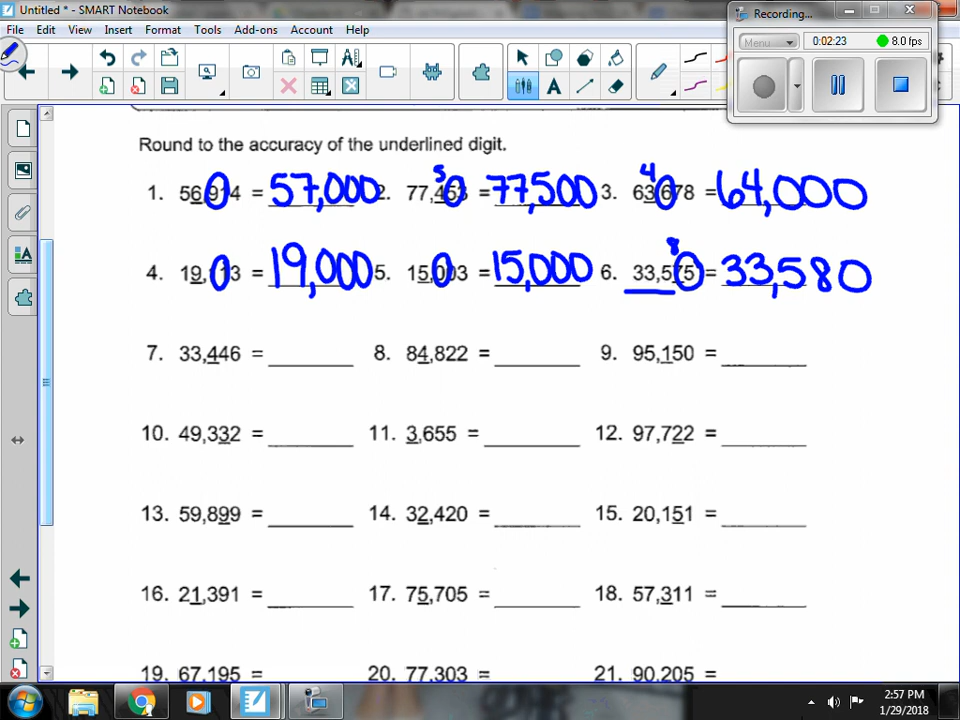 Untitled * - SMART Notebook
Recording...
File Edit View Insert Format Tools Add-ons Account Help
Menu 0:02:23 8.0 fps
Round to the accuracy of the underlined digit.
5 4
1. 56,914 = 57,000 2. 77,453 = 77,500 3. 63,678 = 64,000
8
4. 19, 13 = 19,000 5. 15,003 = 15,000 6. 33,575 = 33,580
7. 33,446 = 8. 84,822 = 9. 95,150 =
10. 49,332 = 11. 3,655 = 12. 97,722 =
13. 59,899 = 14. 32,420 = 15. 20,151 =
16. 21,391 = 17. 75,705 = 18. 57,311 =
19. 67,195 = 20. 77,303 = 21. 90,205 =
2:57 PM
1/29/2018